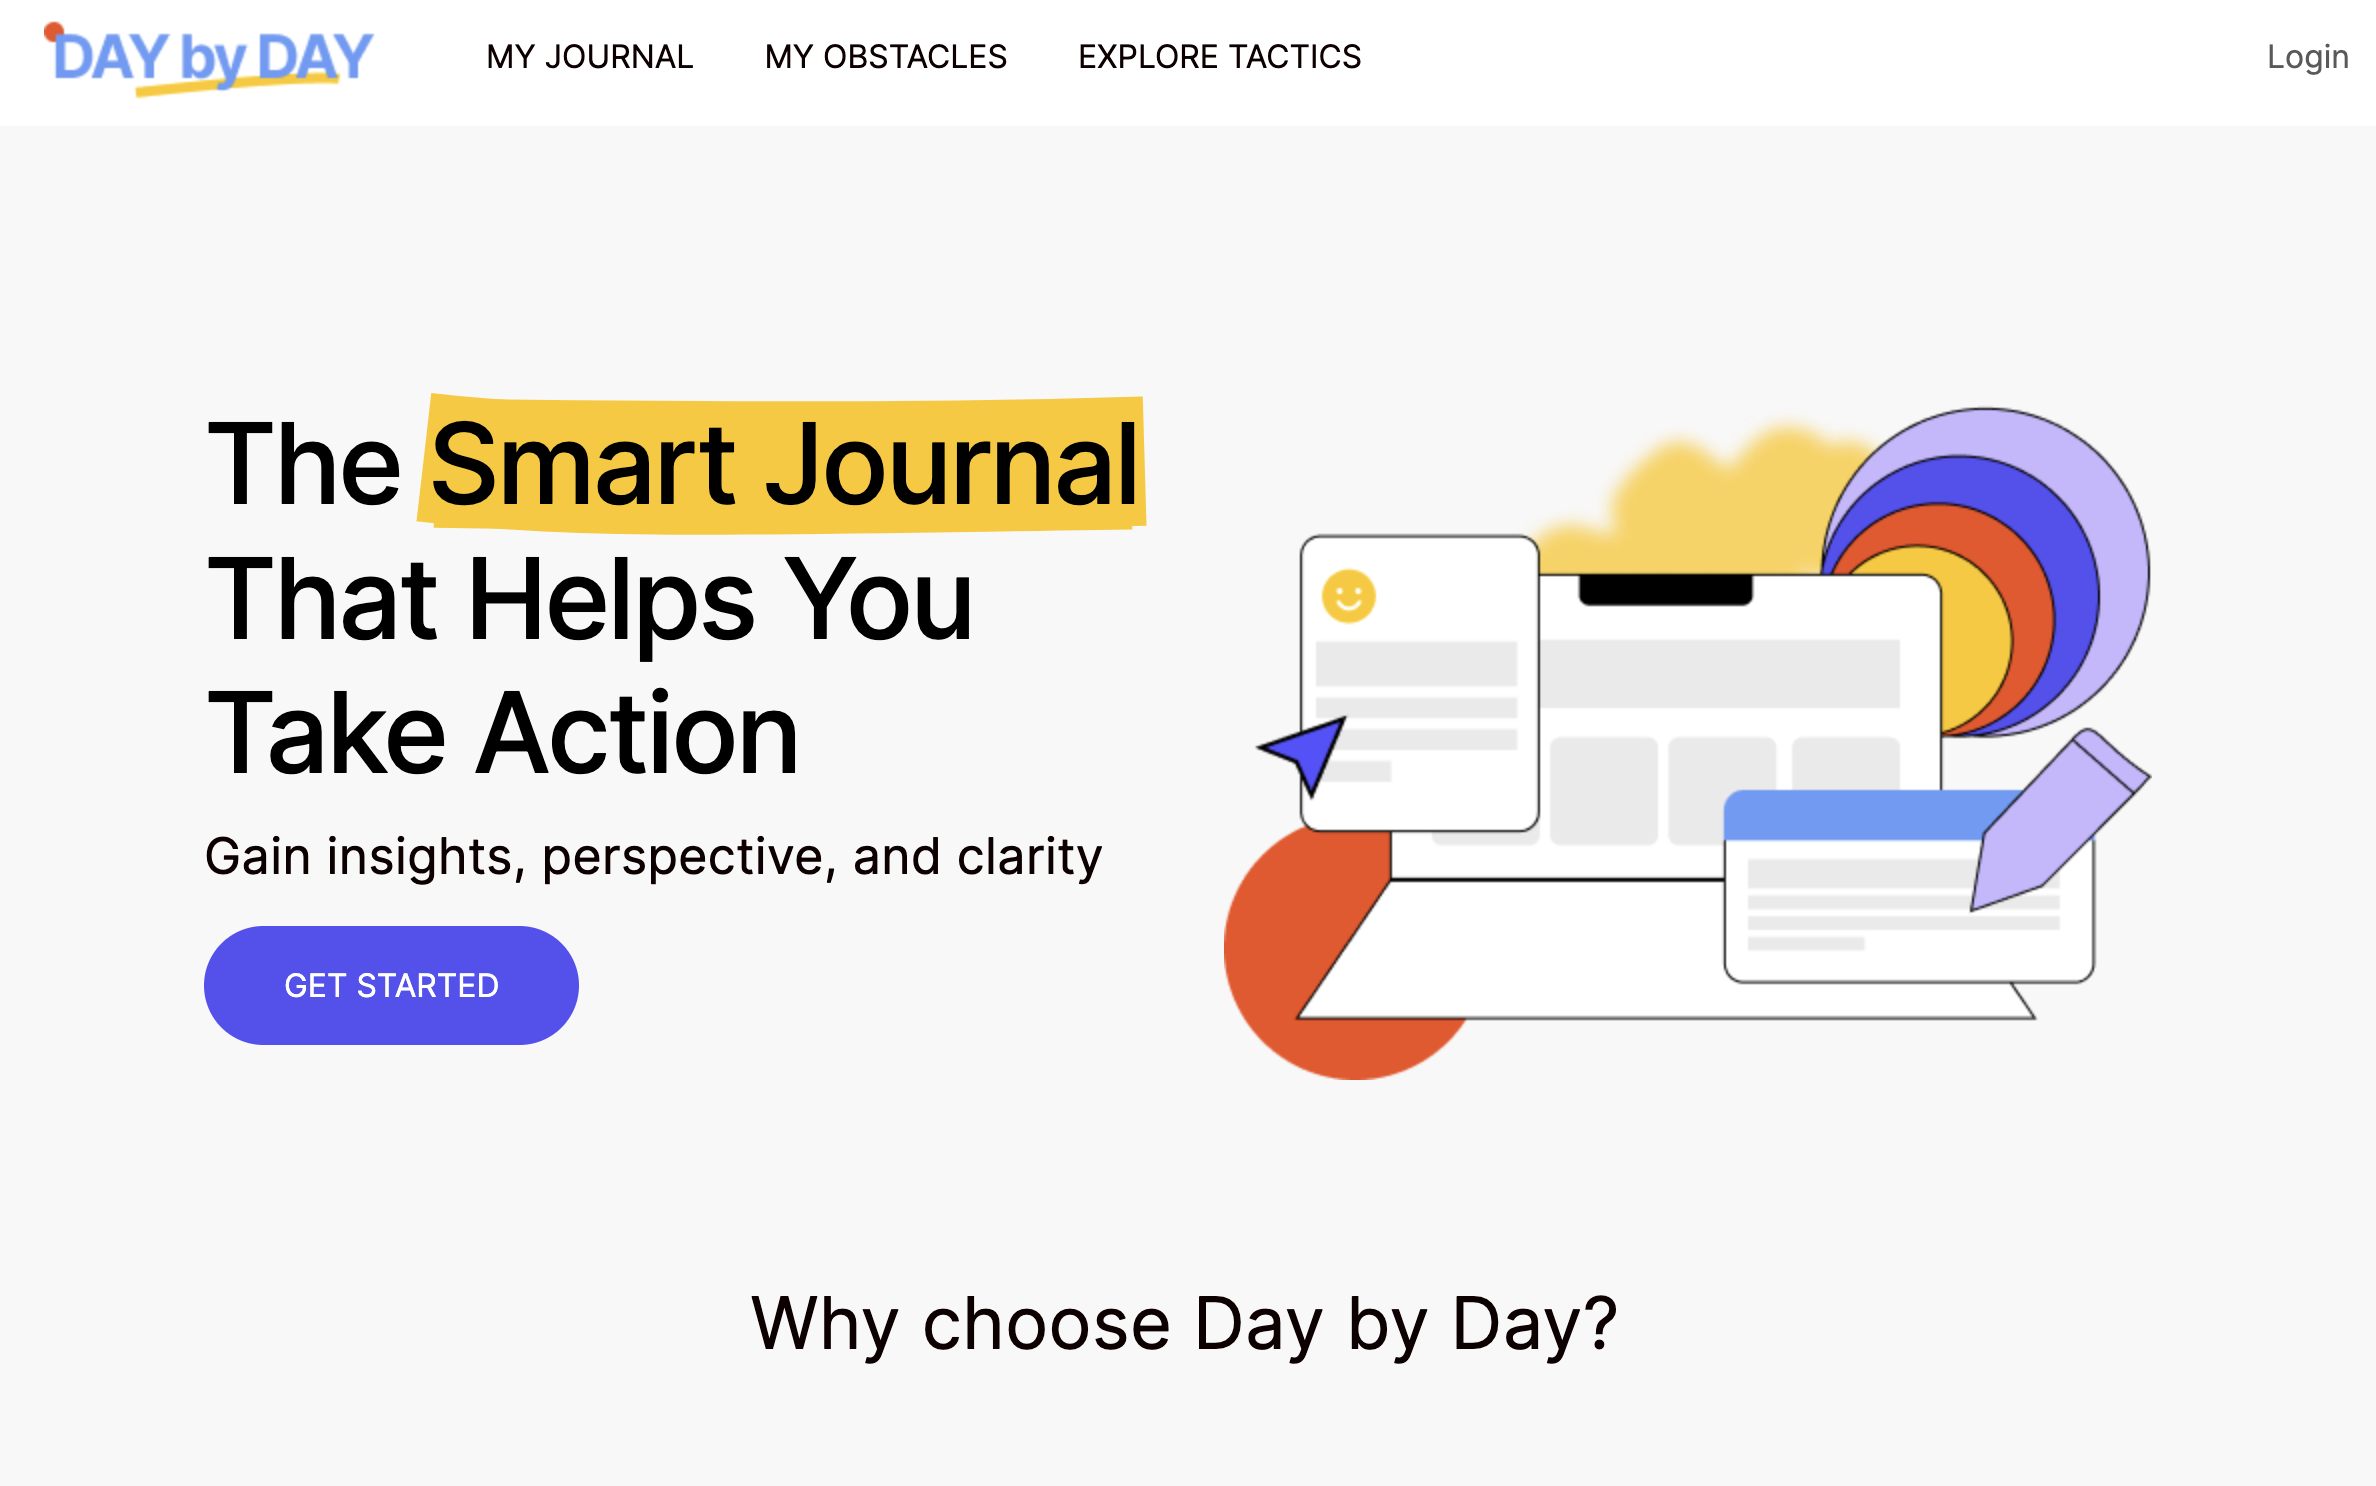 DAY by DAY
MY JOURNAL
MY OBSTACLES
EXPLORE TACTICS
Login
The Smart Journal
That Helps You
Take Action
Gain insights, perspective, and clarity
GET STARTED
Why choose Day by Day?